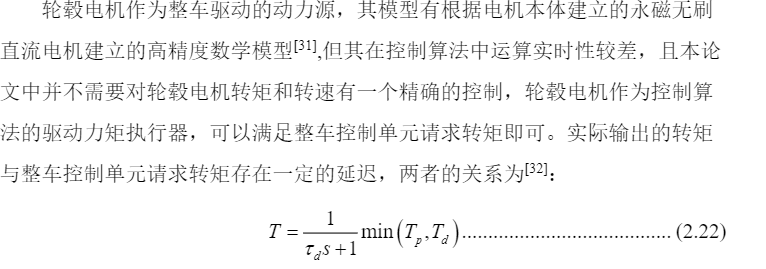 轮毂电机作为整车驱动的动力源，其模型有根据电机本体建立的永磁无刷
直流电机建立的高精度数学模型[31],但其在控制算法中运算实时性较差，且本论
文中并不需要对轮毂电机转矩和转速有一个精确的控制，轮毂电机作为控制算
法的驱动力矩执行器，可以满足整车控制单元请求转矩即可。实际输出的转矩
与整车控制单元请求转矩存在一定的延迟，两者的关系为[32]：
T = 1/(τ_d s+1) min(T_p,T_d)........................................ (2.22)